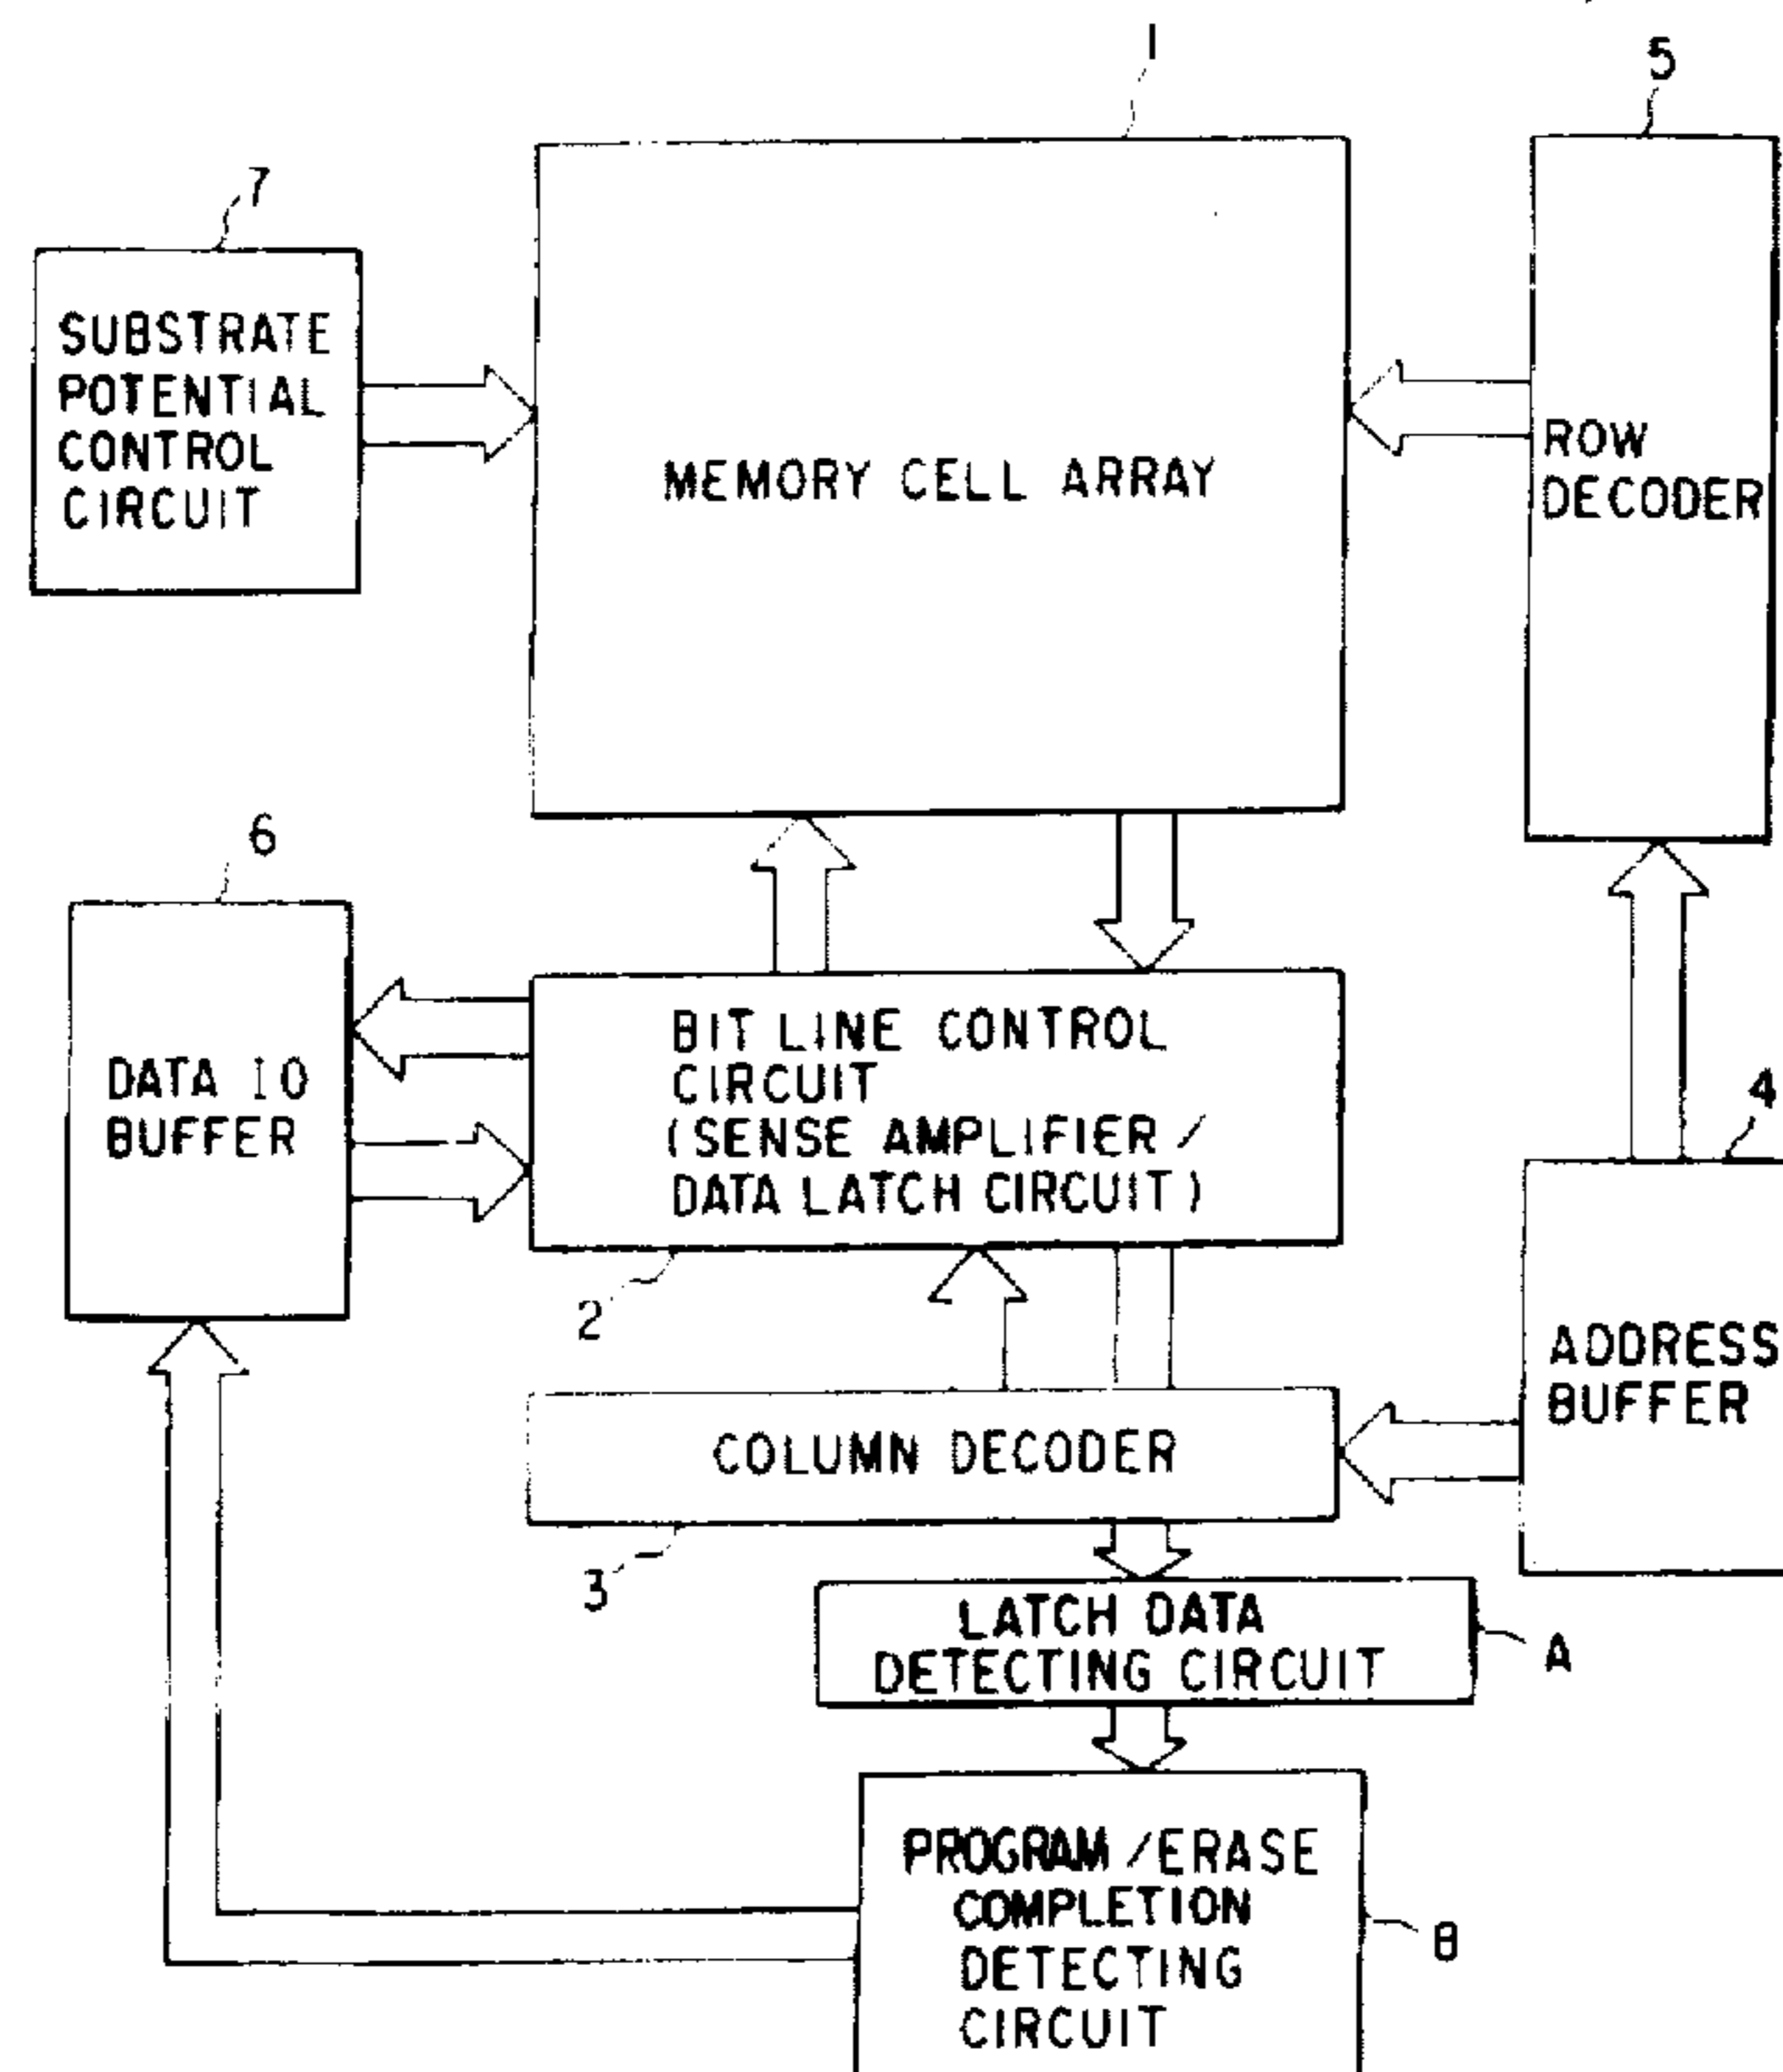 1
5
7
SUBSTRATE
POTENTIAL
CONTROL
CIRCUIT
MEMORY CELL ARRAY
ROW
DECODER
6
DATA IO
BUFFER
BIT LINE CONTROL
CIRCUIT
(SENSE AMPLIFIER /
DATA LATCH CIRCUIT)
4
2
ADDRESS
BUFFER
COLUMN DECODER
3
LATCH DATA
DETECTING CIRCUIT
A
PROGRAM / ERASE
COMPLETION
DETECTING
CIRCUIT
8